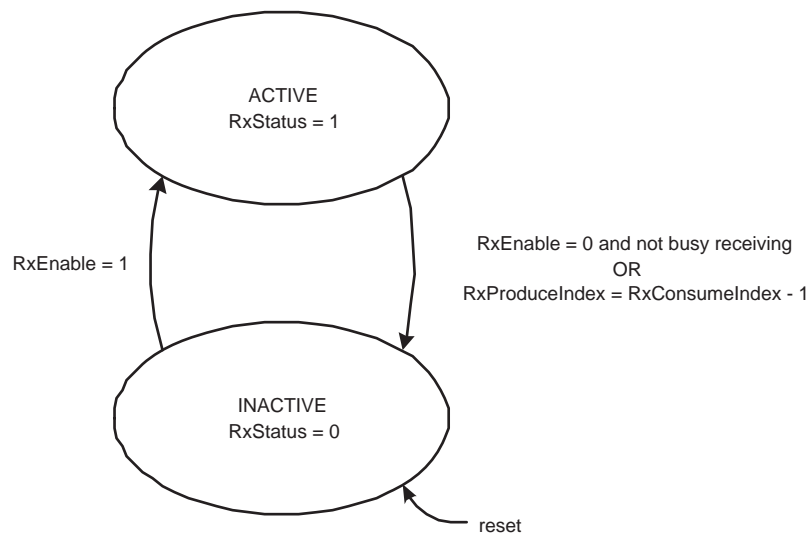 ACTIVE
RxStatus = 1
RxEnable = 1
RxEnable = 0 and not busy receiving
OR
RxProduceIndex = RxConsumeIndex - 1
INACTIVE
RxStatus = 0
reset